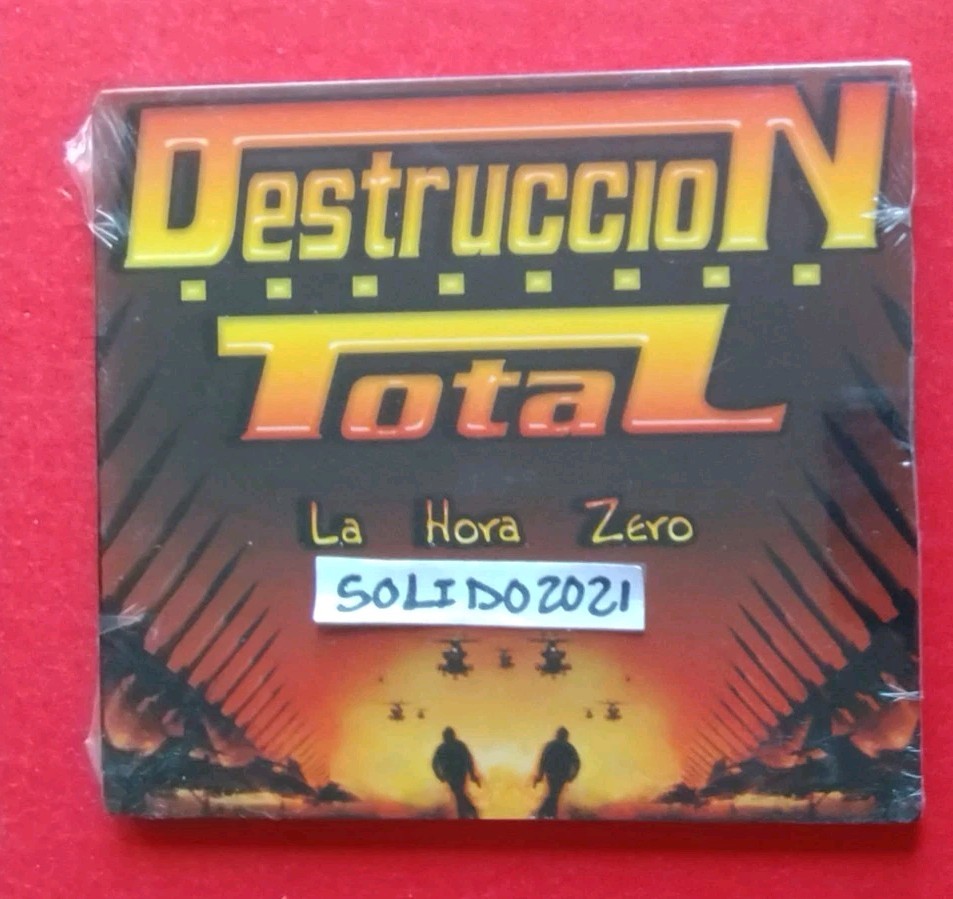 DestruccioN
TotaL
La Hora Zero
SOLIDO2021